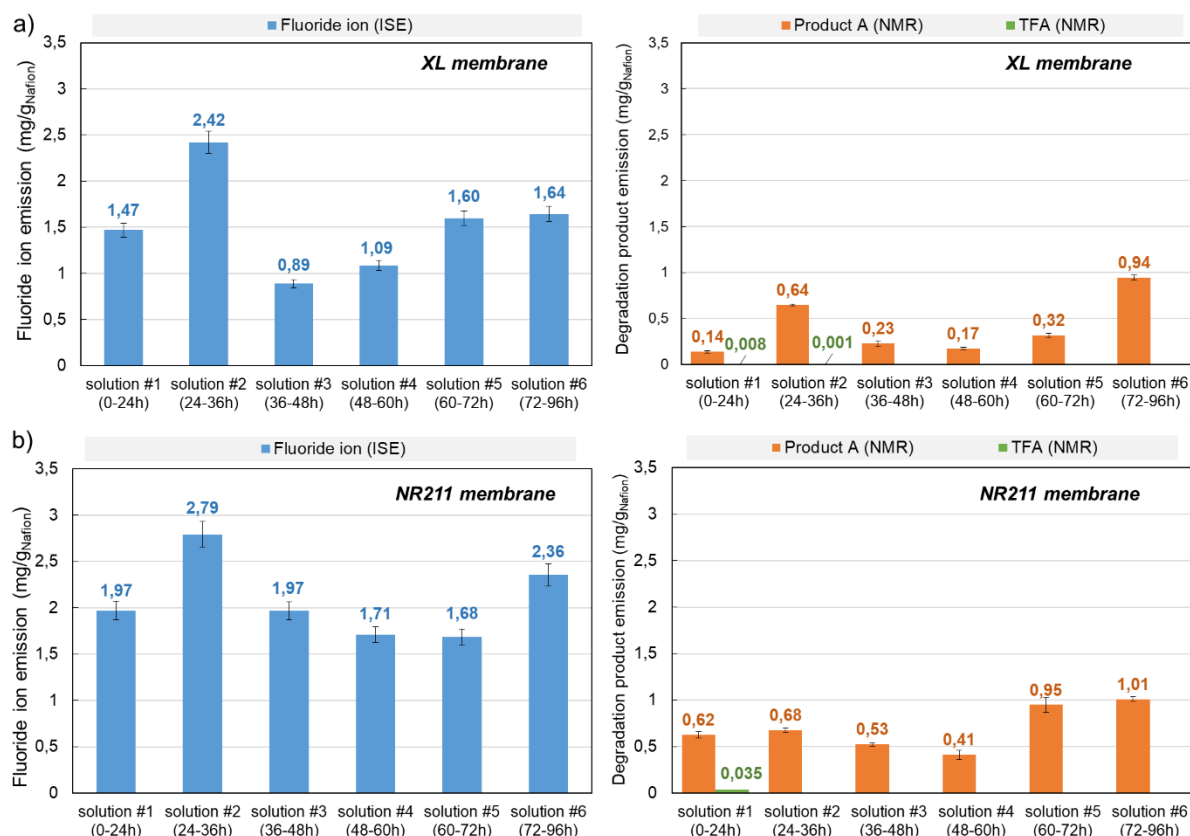 a)
Fluoride ion (ISE)
XL membrane
Fluoride ion emission (mg/gNafion)
3,5
3
2,5
2
1,5
1
0,5
0
1,47
2,42
0,89
1,09
1,60
1,64
solution #1 solution #2 solution #3 solution #4 solution #5 solution #6
(0-24h) (24-36h) (36-48h) (48-60h) (60-72h) (72-96h)
Product A (NMR) TFA (NMR)
XL membrane
Degradation product emission (mg/gNafion)
3,5
3
2,5
2
1,5
1
0,5
0
0,14
0,008
0,64
0,001
0,23
0,17
0,32
0,94
solution #1 solution #2 solution #3 solution #4 solution #5 solution #6
(0-24h) (24-36h) (36-48h) (48-60h) (60-72h) (72-96h)
b)
Fluoride ion (ISE)
NR211 membrane
Fluoride ion emission (mg/gNafion)
3,5
3
2,5
2
1,5
1
0,5
0
1,97
2,79
1,97
1,71
1,68
2,36
solution #1 solution #2 solution #3 solution #4 solution #5 solution #6
(0-24h) (24-36h) (36-48h) (48-60h) (60-72h) (72-96h)
Product A (NMR) TFA (NMR)
NR211 membrane
Degradation product emission (mg/gNafion)
3,5
3
2,5
2
1,5
1
0,5
0
0,62
0,035
0,68
0,53
0,41
0,95
1,01
solution #1 solution #2 solution #3 solution #4 solution #5 solution #6
(0-24h) (24-36h) (36-48h) (48-60h) (60-72h) (72-96h)